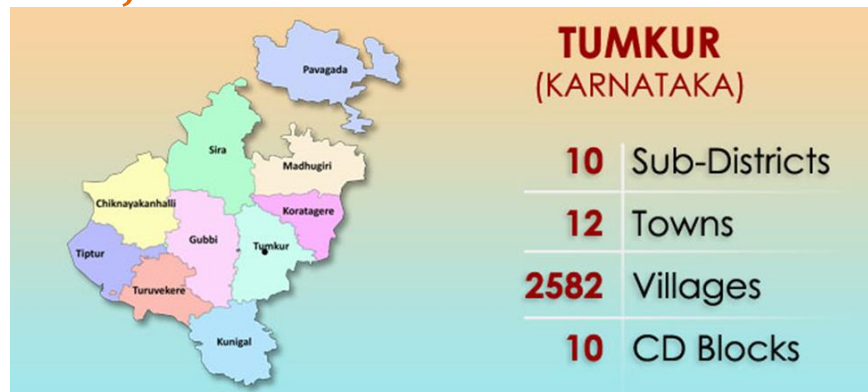 Pavagada
Sira
Madhugiri
Chiknayakanhalli
Koratagere
Gubbi
Tumkur
Tiptur
Turuvekere
Kunigal
TUMKUR
(KARNATAKA)
10 Sub-Districts
12 Towns
2582 Villages
10 CD Blocks